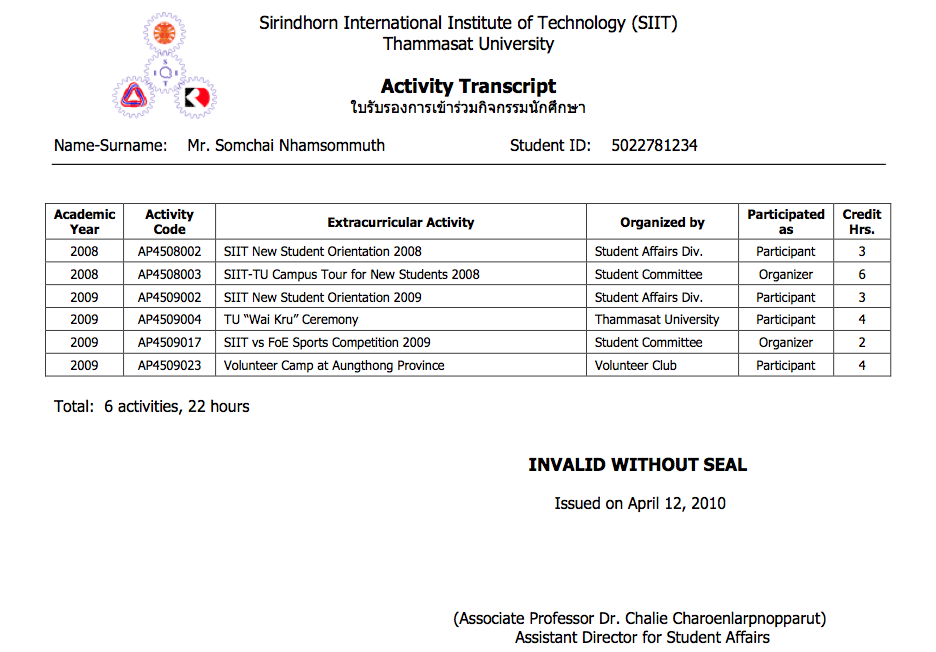 Sirindhorn International Institute of Technology (SIIT)
Thammasat University
S
I Q I
T
Activity Transcript
ใบรับรองการเข้าร่วมกิจกรรมนักศึกษา
Name-Surname: Mr. Somchai Nhamsommuth Student ID: 5022781234
Academic Year Activity Code Extracurricular Activity Organized by Participated as Credit Hrs.
2008 AP4508002 SIIT New Student Orientation 2008 Student Affairs Div. Participant 3
2008 AP4508003 SIIT-TU Campus Tour for New Students 2008 Student Committee Organizer 6
2009 AP4509002 SIIT New Student Orientation 2009 Student Affairs Div. Participant 3
2009 AP4509004 TU “Wai Kru” Ceremony Thammasat University Participant 4
2009 AP4509017 SIIT vs FoE Sports Competition 2009 Student Committee Organizer 2
2009 AP4509023 Volunteer Camp at Aungthong Province Volunteer Club Participant 4
Total: 6 activities, 22 hours
INVALID WITHOUT SEAL
Issued on April 12, 2010
(Associate Professor Dr. Chalie Charoenlarpnopparut)
Assistant Director for Student Affairs